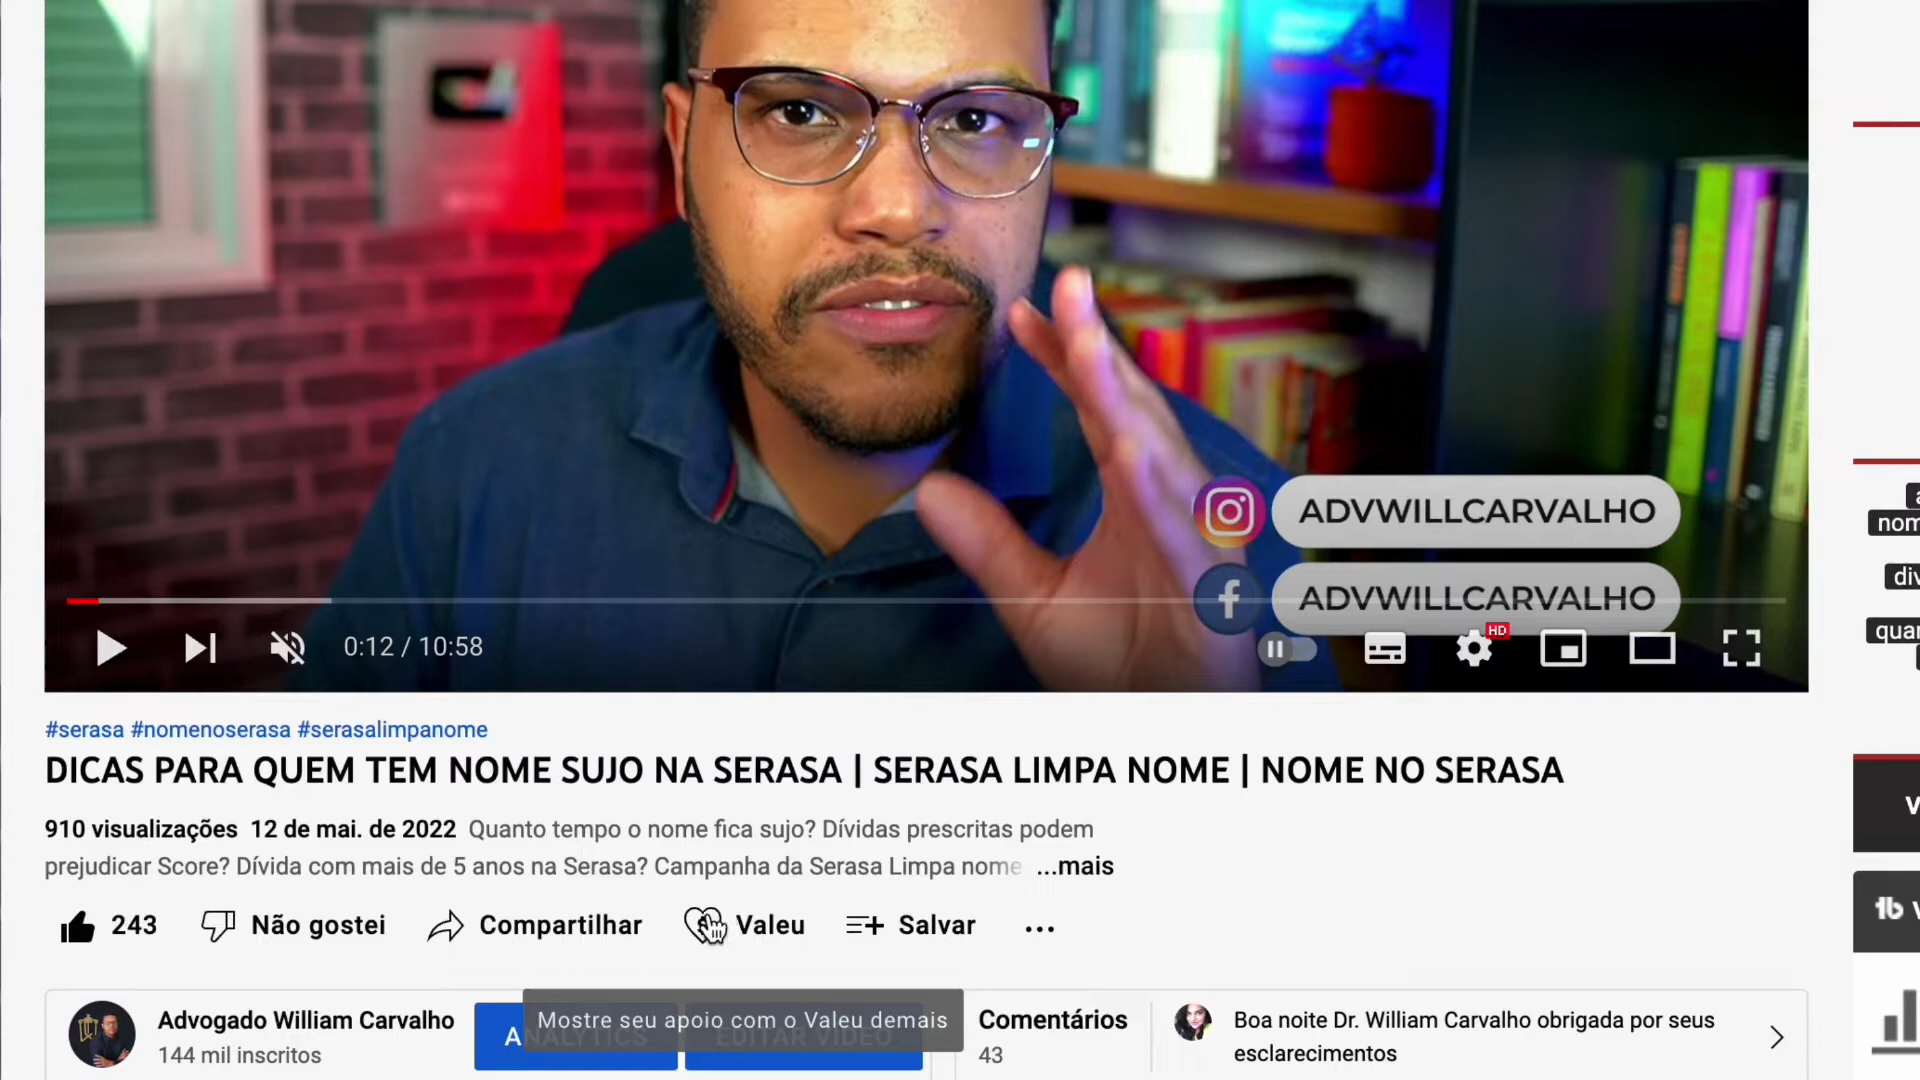 ADVWILLCARVALHO
ADVWILLCARVALHO
HD
0:12 / 10:58
#serasa #nomenoserasa #serasalimpanome
DICAS PARA QUEM TEM NOME SUJO NA SERASA | SERASA LIMPA NOME | NOME NO SERASA
910 visualizações 12 de mai. de 2022 Quanto tempo o nome fica sujo? Dívidas prescritas podem
prejudicar Score? Dívida com mais de 5 anos na Serasa? Campanha da Serasa Limpa nome ...mais
243 Não gostei Compartilhar Valeu Salvar ...
Advogado William Carvalho
144 mil inscritos
ANALYTICS
EDITAR VÍDEO
Mostre seu apoio com o Valeu demais
Comentários
43
Boa noite Dr. William Carvalho obrigada por seus
esclarecimentos